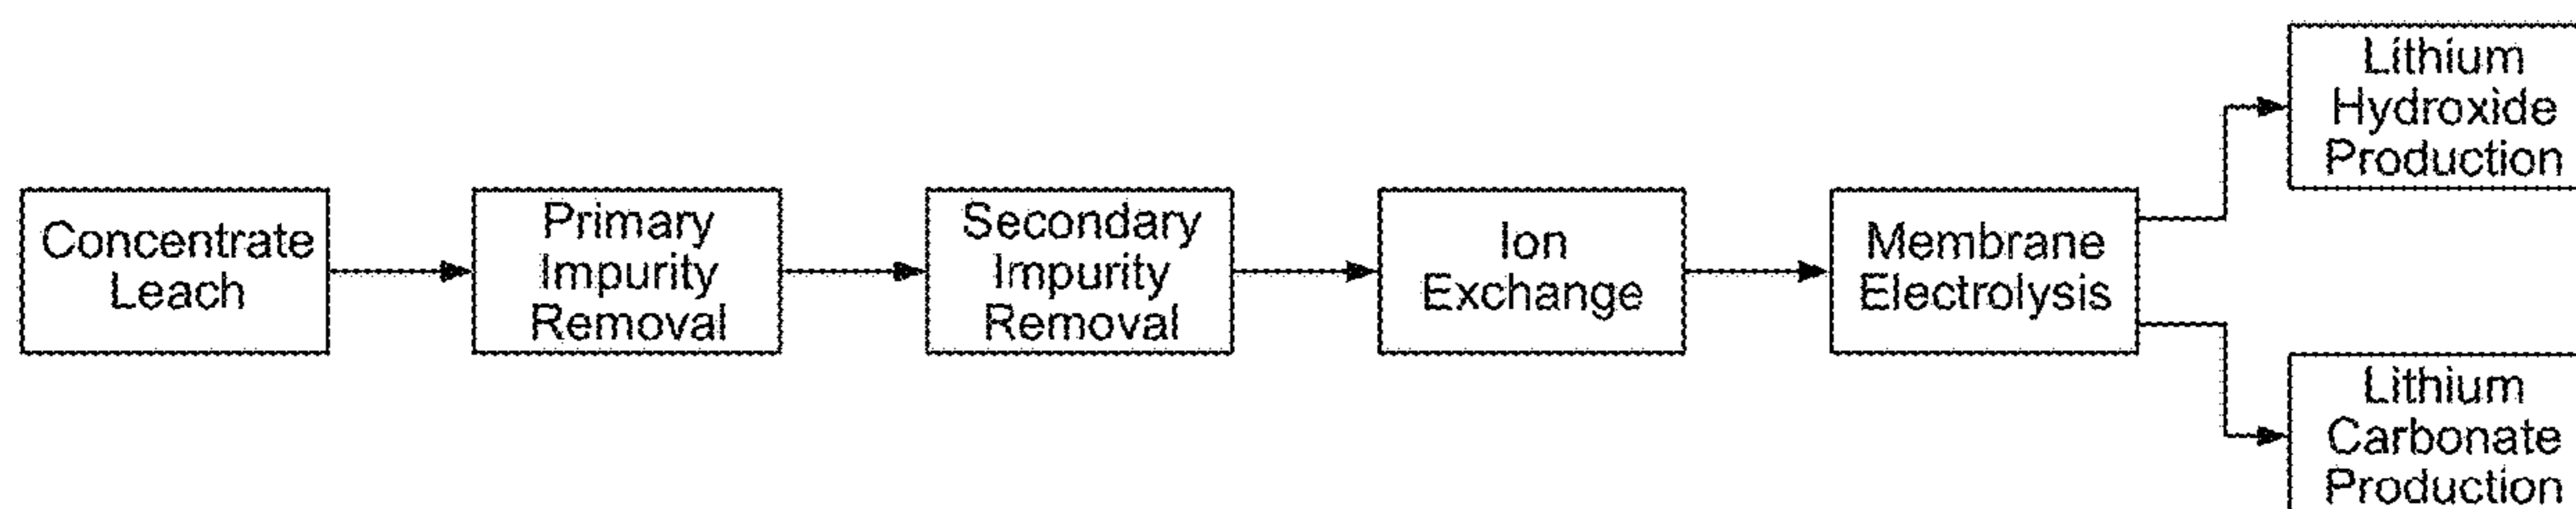 Concentrate
Leach
Primary
Impurity
Removal
Secondary
Impurity
Removal
Ion
Exchange
Membrane
Electrolysis
Lithium
Hydroxide
Production
Lithium
Carbonate
Production